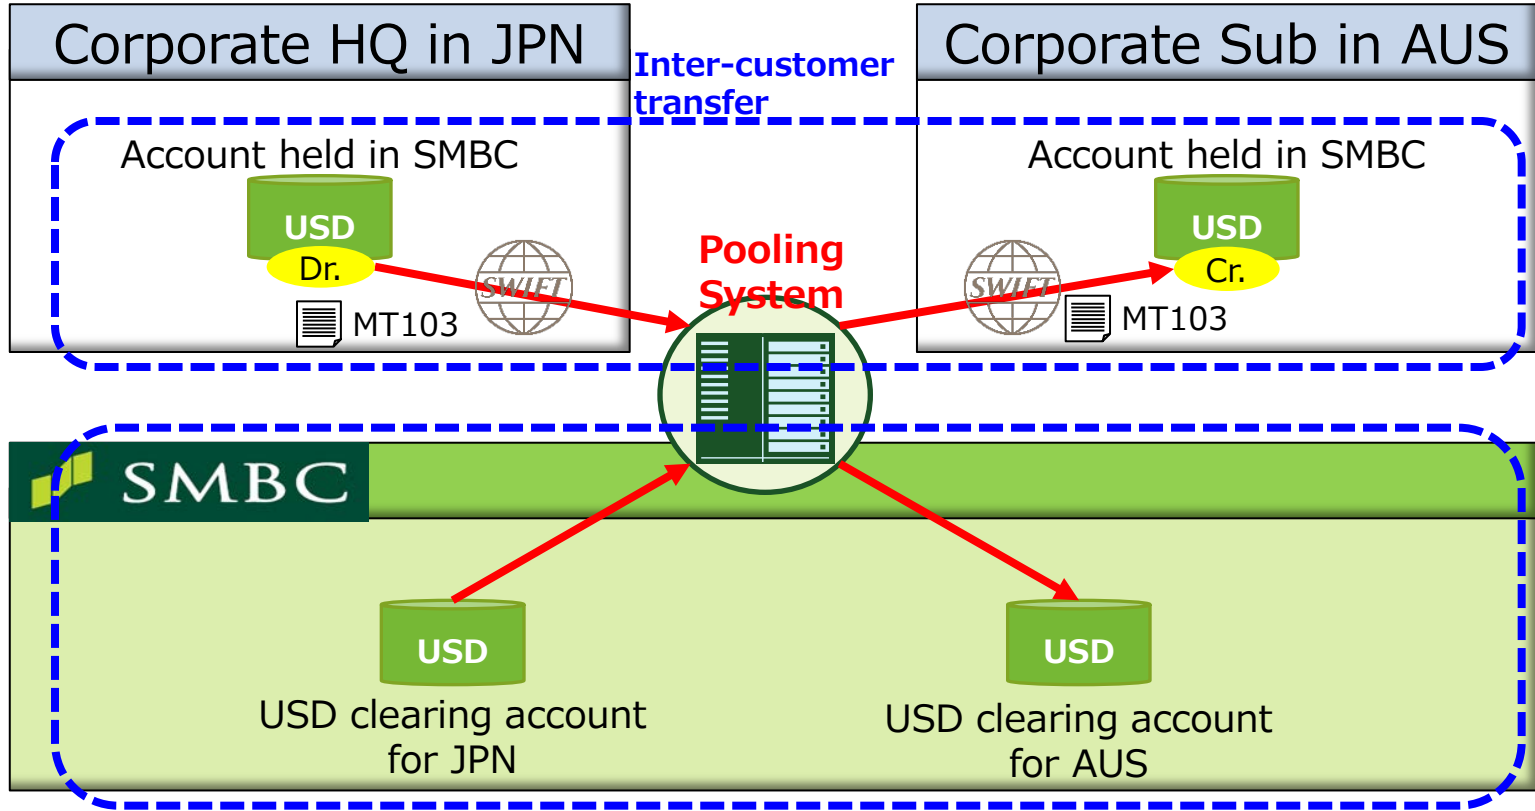 Corporate HQ in JPN
Inter-customer
transfer
Corporate Sub in AUS
Account held in SMBC
Account held in SMBC
USD
Dr.
SWIFT
MT103
Pooling
System
USD
Cr.
SWIFT
MT103
SMBC
USD
USD
USD clearing account
for JPN
USD clearing account
for AUS